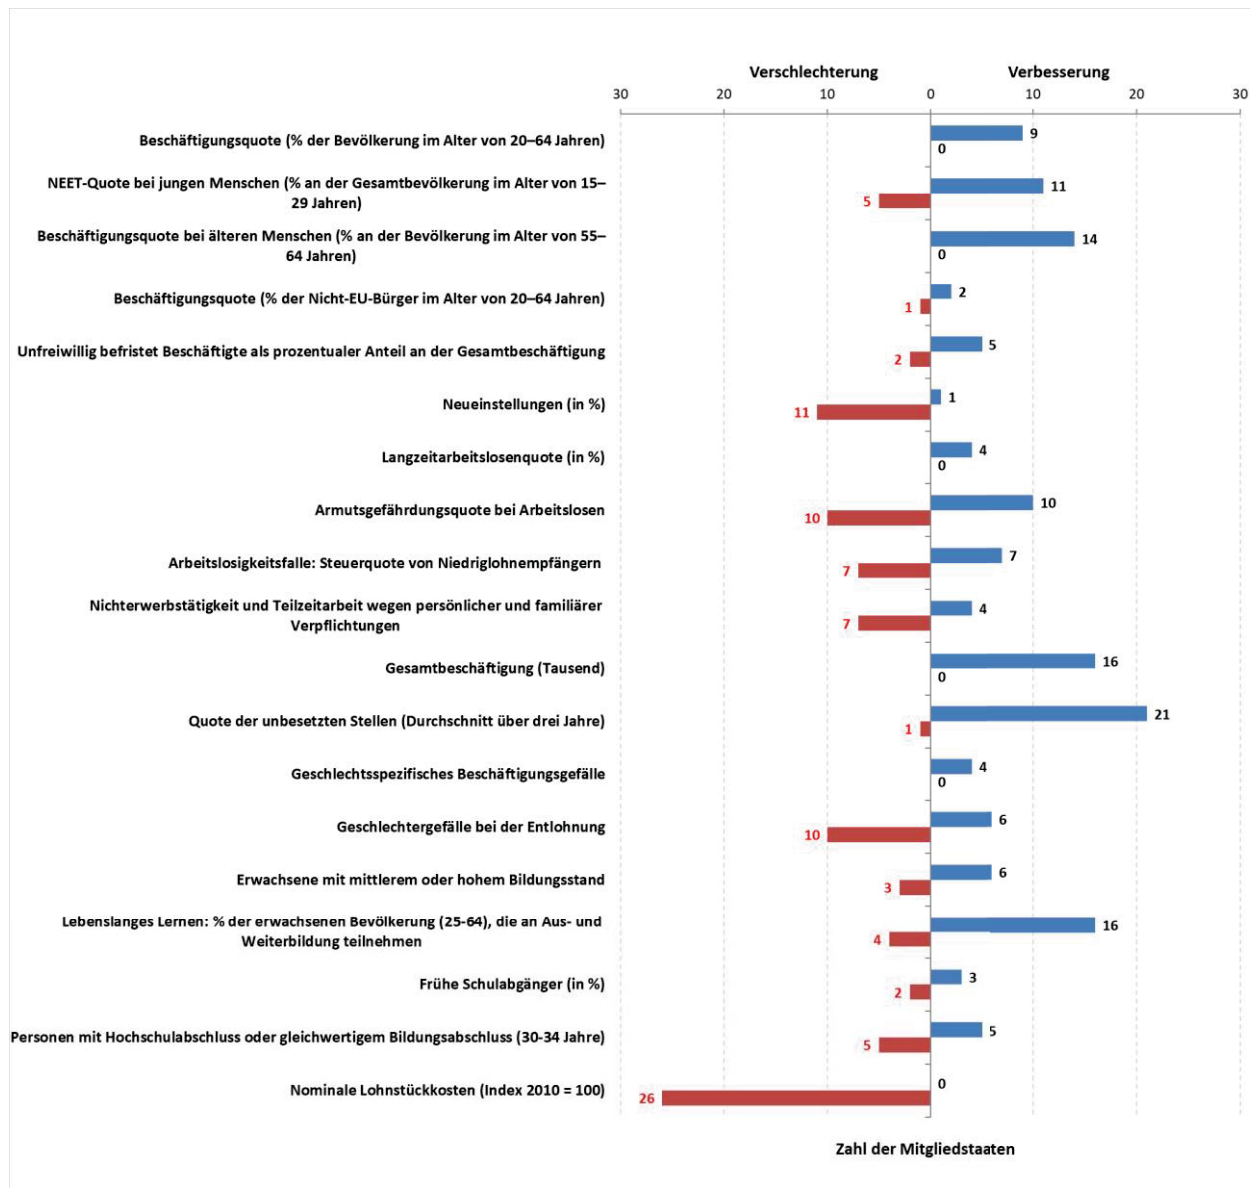 Verschlechterung Verbesserung
30 20 10 0 10 20 30
Beschäftigungsquote (% der Bevölkerung im Alter von 20–64 Jahren) 9
0
NEET-Quote bei jungen Menschen (% an der Gesamtbevölkerung im Alter von 15–
29 Jahren) 5 11
Beschäftigungsquote bei älteren Menschen (% an der Bevölkerung im Alter von 55–
64 Jahren) 14
0
Beschäftigungsquote (% der Nicht-EU-Bürger im Alter von 20–64 Jahren) 2
1
Unfreiwillig befristet Beschäftigte als prozentualer Anteil an der Gesamtbeschäftigung 5
2
Neueinstellungen (in %) 1
11
Langzeitarbeitslosenquote (in %) 4
0
Armutsgefährdungsquote bei Arbeitslosen 10
10
Arbeitslosigkeitsfalle: Steuerquote von Niedriglohnempfängern 7
7
Nichterwerbstätigkeit und Teilzeitarbeit wegen persönlicher und familiärer
Verpflichtungen 4
7
Gesamtbeschäftigung (Tausend) 16
0
Quote der unbesetzten Stellen (Durchschnitt über drei Jahre) 21
1
Geschlechtsspezifisches Beschäftigungsgefälle 4
0
Geschlechtergefälle bei der Entlohnung 6
10
Erwachsene mit mittlerem oder hohem Bildungsstand 6
3
Lebenslanges Lernen: % der erwachsenen Bevölkerung (25-64), die an Aus- und
Weiterbildung teilnehmen 16
4
Frühe Schulabgänger (in %) 3
2
Personen mit Hochschulabschluss oder gleichwertigem Bildungsabschluss (30-34 Jahre) 5
5
Nominale Lohnstückkosten (Index 2010 = 100) 0
26
Zahl der Mitgliedstaaten